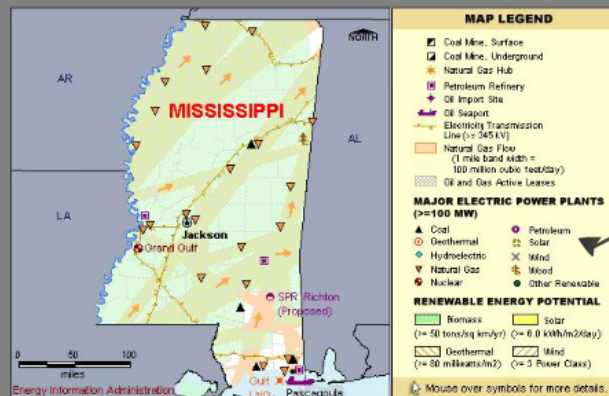 NORTH
AR
MISSISSIPPI
AL
LA
Jackson
Grand Gulf
SPR Richton
(Proposed)
0 50 100
miles
Gulf
LNG
Pascagoula
Energy Information Administration
MAP LEGEND
Coal Mine, Surface
Coal Mine, Underground
Natural Gas Hub
Petroleum Refinery
Oil Import Site
Oil Seaport
Electricity Transmission
Line (>= 345 kV)
Natural Gas Flow
(1 mile band width =
100 million cubic feet/day)
Oil and Gas Active Leases
MAJOR ELECTRIC POWER PLANTS
(>=100 MW)
Coal Petroleum
Geothermal Solar
Hydroelectric Wind
Natural Gas Wood
Nuclear Other Renewable
RENEWABLE ENERGY POTENTIAL
Biomass Solar
(>= 50 tons/sq km/yr) (>= 6.0 kWh/m2/day)
Geothermal Wind
(>= 80 milliwatts/m2) (>= 3 Power Class)
Mouse over symbols for more details.